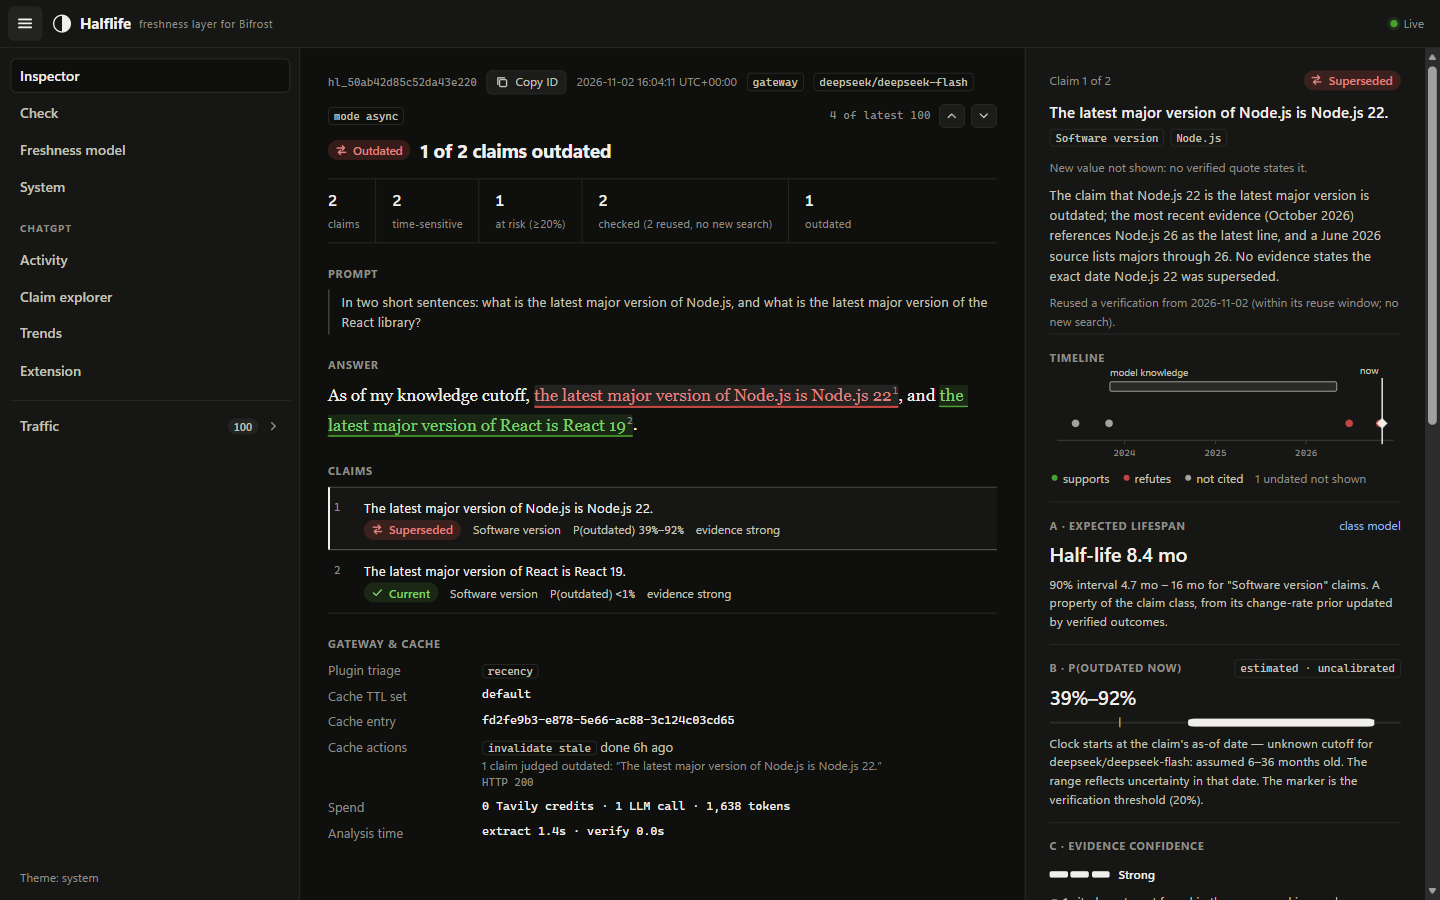 Halflife freshness layer for Bifrost
Live
Inspector
Check
Freshness model
System
CHATGPT
Activity
Claim explorer
Trends
Extension
Traffic 100
Theme: system
hl_50ab42d85c52da43e220 Copy ID 2026-11-02 16:04:11 UTC+00:00 gateway deepseek/deepseek-flash
mode async 4 of latest 100
Outdated 1 of 2 claims outdated
2 2 1 2 1
claims time-sensitive at risk (≥20%) checked (2 reused, no new search) outdated
PROMPT
In two short sentences: what is the latest major version of Node.js, and what is the latest major version of the
React library?
ANSWER
As of my knowledge cutoff, the latest major version of Node.js is Node.js 22¹, and the
latest major version of React is React 19².
CLAIMS
1 The latest major version of Node.js is Node.js 22.
Superseded Software version P(outdated) 39%–92% evidence strong
2 The latest major version of React is React 19.
Current Software version P(outdated) <1% evidence strong
GATEWAY & CACHE
Plugin triage recency
Cache TTL set default
Cache entry fd2fe9b3-e878-5e66-ac88-3c124c03cd65
Cache actions invalidate stale done 6h ago
1 claim judged outdated: “The latest major version of Node.js is Node.js 22.”
HTTP 200
Spend 0 Tavily credits · 1 LLM call · 1,638 tokens
Analysis time extract 1.4s · verify 0.0s
Claim 1 of 2 Superseded
The latest major version of Node.js is Node.js 22.
Software version Node.js
New value not shown: no verified quote states it.
The claim that Node.js 22 is the latest major version is
outdated; the most recent evidence (October 2026)
references Node.js 26 as the latest line, and a June 2026
source lists majors through 26. No evidence states the
exact date Node.js 22 was superseded.
Reused a verification from 2026-11-02 (within its reuse window; no
new search).
TIMELINE
model knowledge now
2024 2025 2026
supports refutes not cited 1 undated not shown
A · EXPECTED LIFESPAN class model
Half-life 8.4 mo
90% interval 4.7 mo – 16 mo for "Software version" claims. A
property of the claim class, from its change-rate prior updated
by verified outcomes.
B · P(OUTDATED NOW) estimated · uncalibrated
39%–92%
Clock starts at the claim's as-of date — unknown cutoff for
deepseek/deepseek-flash: assumed 6–36 months old. The
range reflects uncertainty in that date. The marker is the
verification threshold (20%).
C · EVIDENCE CONFIDENCE
Strong